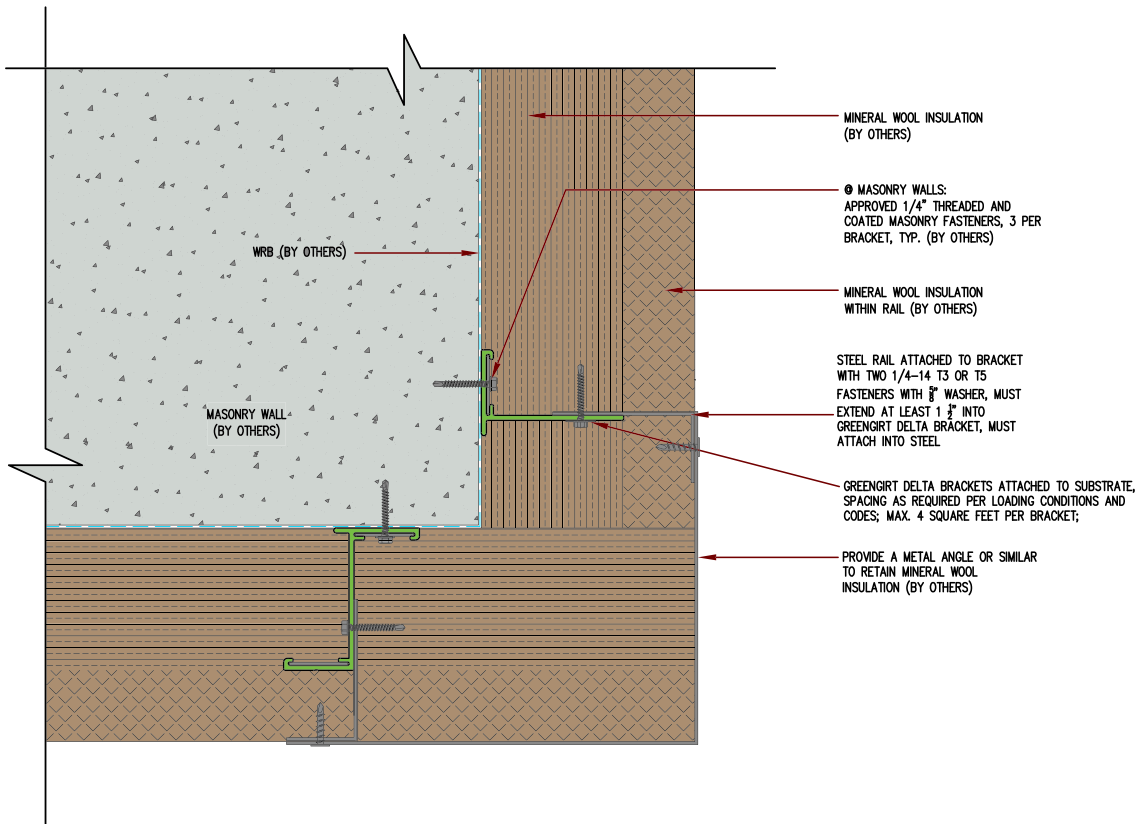 MINERAL WOOL INSULATION
(BY OTHERS)
@ MASONRY WALLS:
APPROVED 1/4" THREADED AND
COATED MASONRY FASTENERS, 3 PER
BRACKET, TYP. (BY OTHERS)
WRB (BY OTHERS)
MINERAL WOOL INSULATION
WITHIN RAIL (BY OTHERS)
STEEL RAIL ATTACHED TO BRACKET
WITH TWO 1/4-14 T3 OR T5
FASTENERS WITH 5/8" WASHER, MUST
EXTEND AT LEAST 1 1/2" INTO
GREENGIRT DELTA BRACKET, MUST
ATTACH INTO STEEL
MASONRY WALL
(BY OTHERS)
GREENGIRT DELTA BRACKETS ATTACHED TO SUBSTRATE,
SPACING AS REQUIRED PER LOADING CONDITIONS AND
CODES; MAX. 4 SQUARE FEET PER BRACKET;
PROVIDE A METAL ANGLE OR SIMILAR
TO RETAIN MINERAL WOOL
INSULATION (BY OTHERS)